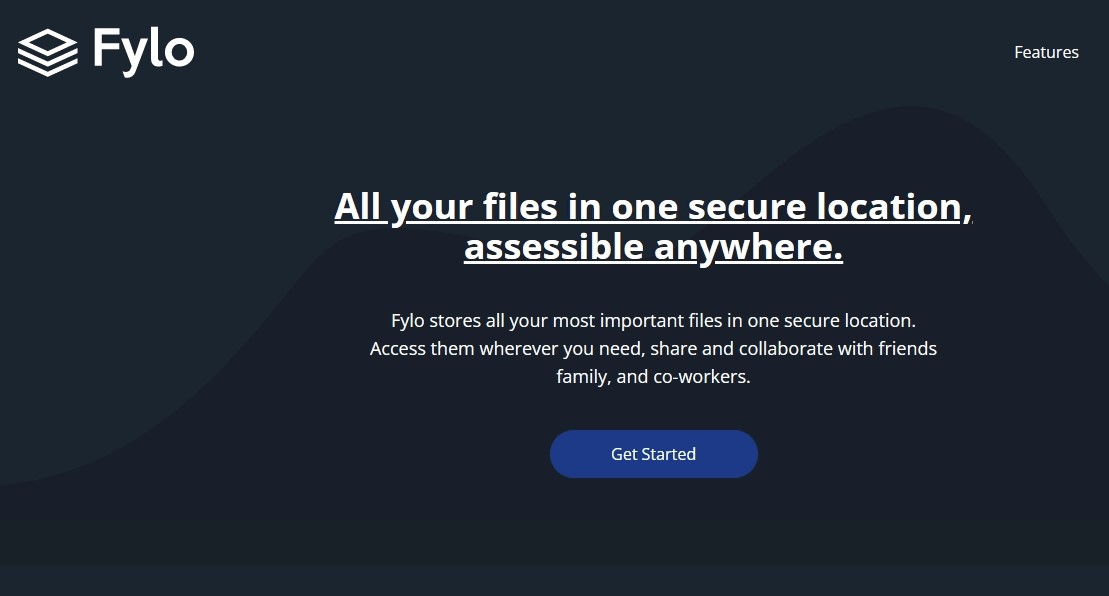 Fylo
Features
All your files in one secure location,
assessible anywhere.
Fylo stores all your most important files in one secure location.
Access them wherever you need, share and collaborate with friends
family, and co-workers.
Get Started